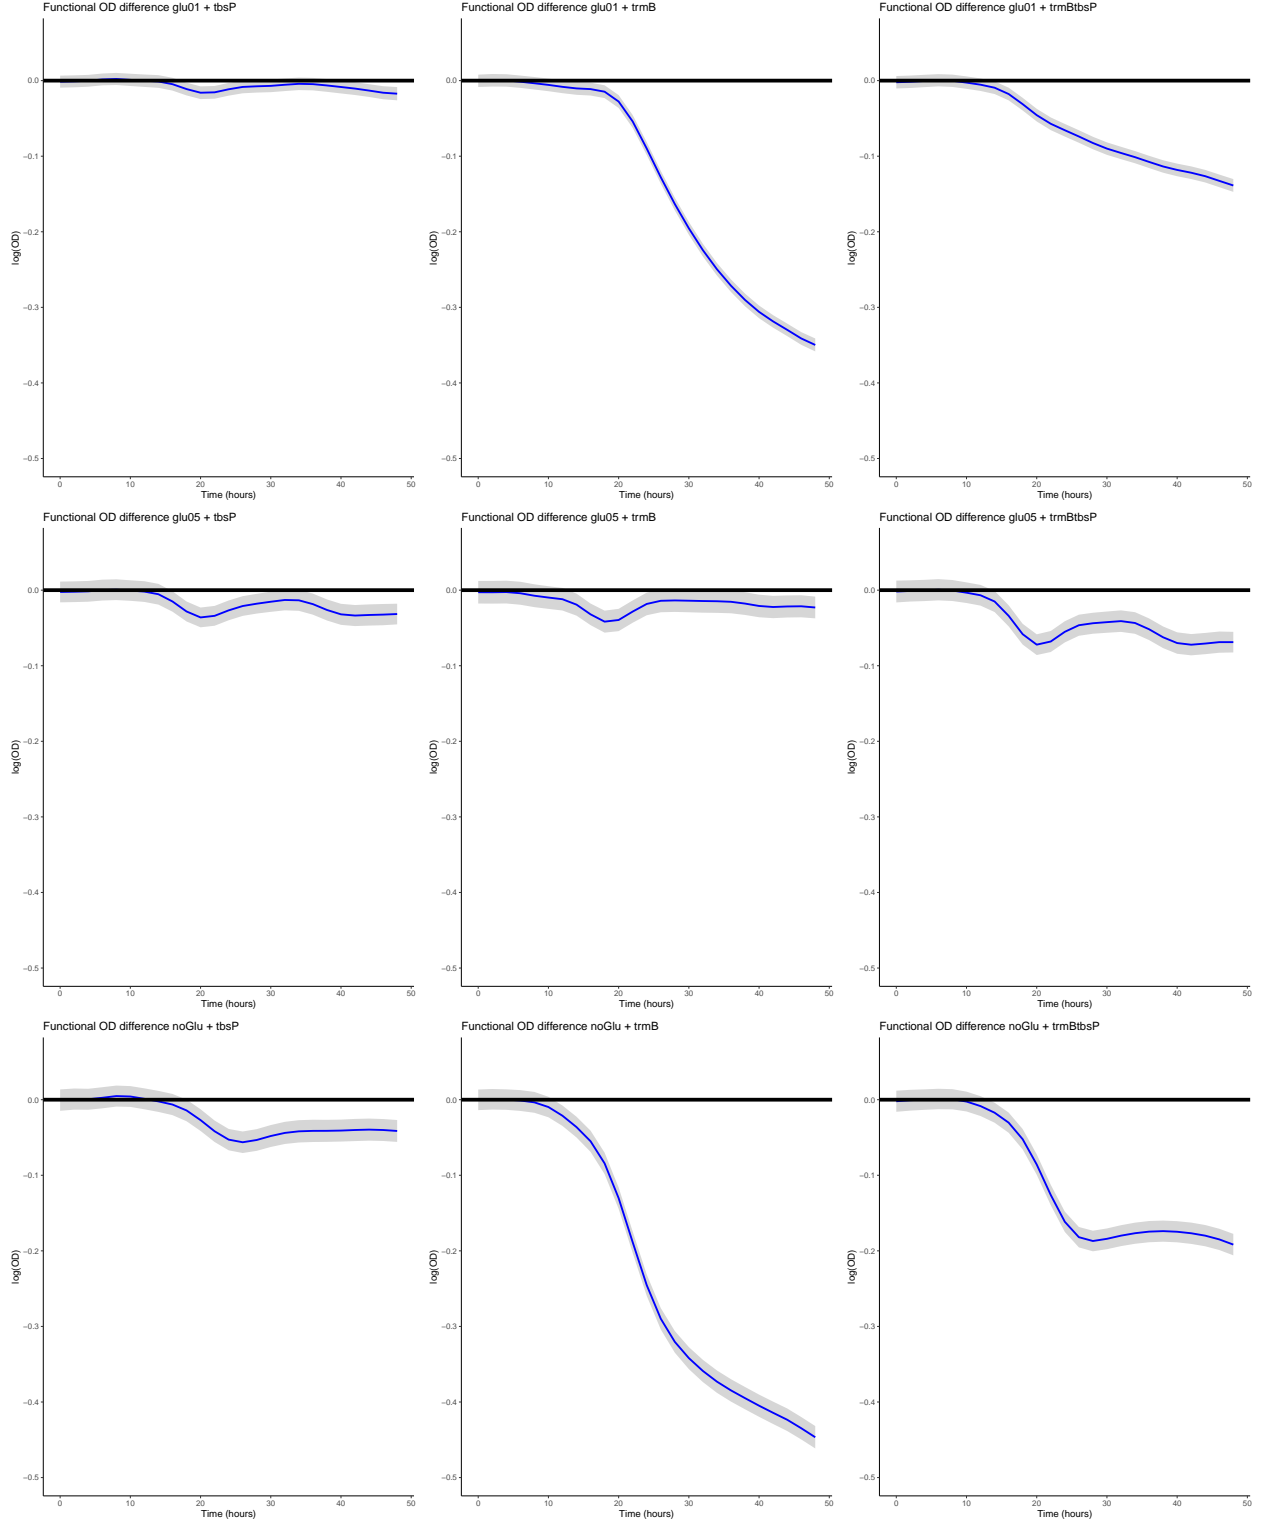 Functional OD difference glu01 + tbsP
Functional OD difference glu01 + trmB
Functional OD difference glu01 + trmBtbsP
0.0
−0.1
−0.2
−0.3
−0.4
−0.5
log(OD)
0 10 20 30 40 50
Time (hours)
0.0
−0.1
−0.2
−0.3
−0.4
−0.5
log(OD)
0 10 20 30 40 50
Time (hours)
0.0
−0.1
−0.2
−0.3
−0.4
−0.5
log(OD)
0 10 20 30 40 50
Time (hours)
Functional OD difference glu05 + tbsP
Functional OD difference glu05 + trmB
Functional OD difference glu05 + trmBtbsP
0.0
−0.1
−0.2
−0.3
−0.4
−0.5
log(OD)
0 10 20 30 40 50
Time (hours)
0.0
−0.1
−0.2
−0.3
−0.4
−0.5
log(OD)
0 10 20 30 40 50
Time (hours)
0.0
−0.1
−0.2
−0.3
−0.4
−0.5
log(OD)
0 10 20 30 40 50
Time (hours)
Functional OD difference noGlu + tbsP
Functional OD difference noGlu + trmB
Functional OD difference noGlu + trmBtbsP
0.0
−0.1
−0.2
−0.3
−0.4
−0.5
log(OD)
0 10 20 30 40 50
Time (hours)
0.0
−0.1
−0.2
−0.3
−0.4
−0.5
log(OD)
0 10 20 30 40 50
Time (hours)
0.0
−0.1
−0.2
−0.3
−0.4
−0.5
log(OD)
0 10 20 30 40 50
Time (hours)